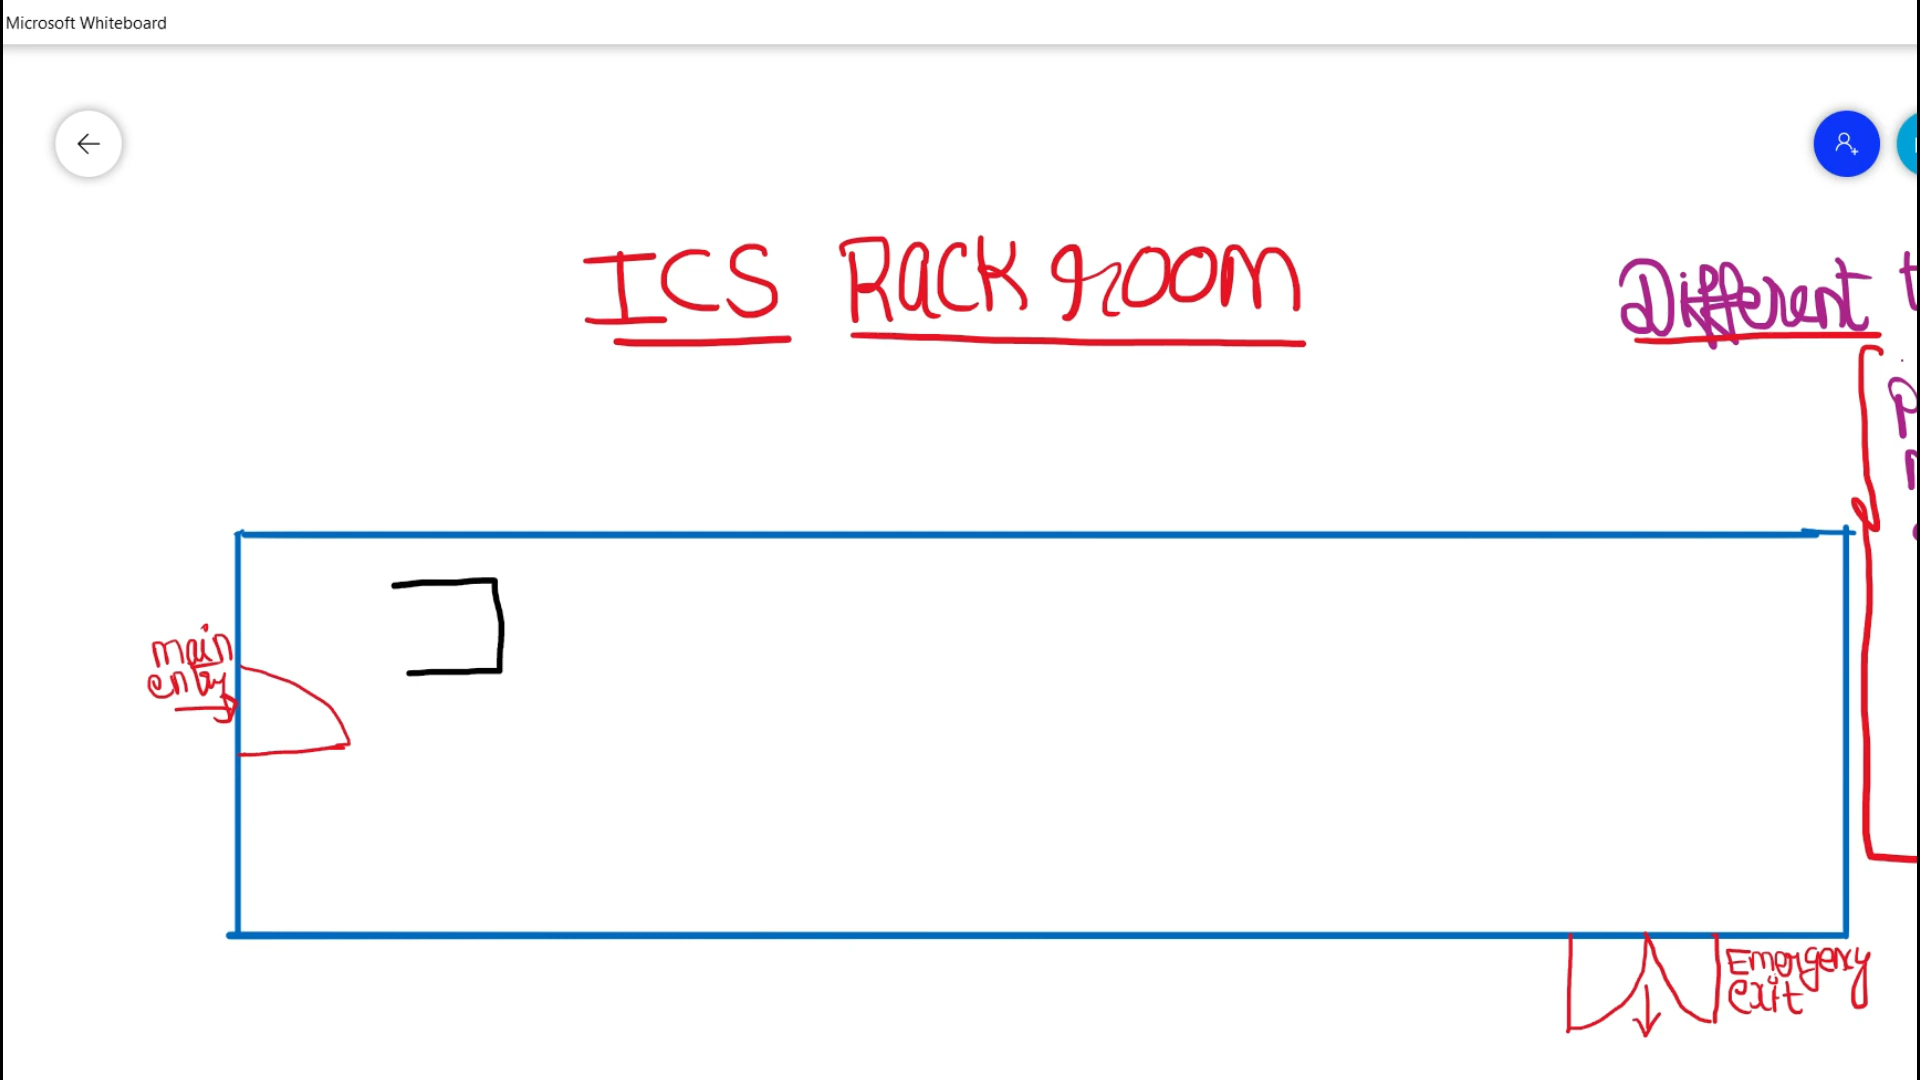 Microsoft Whiteboard
ICS Rack room
Different
main
entry
Emergency
exit